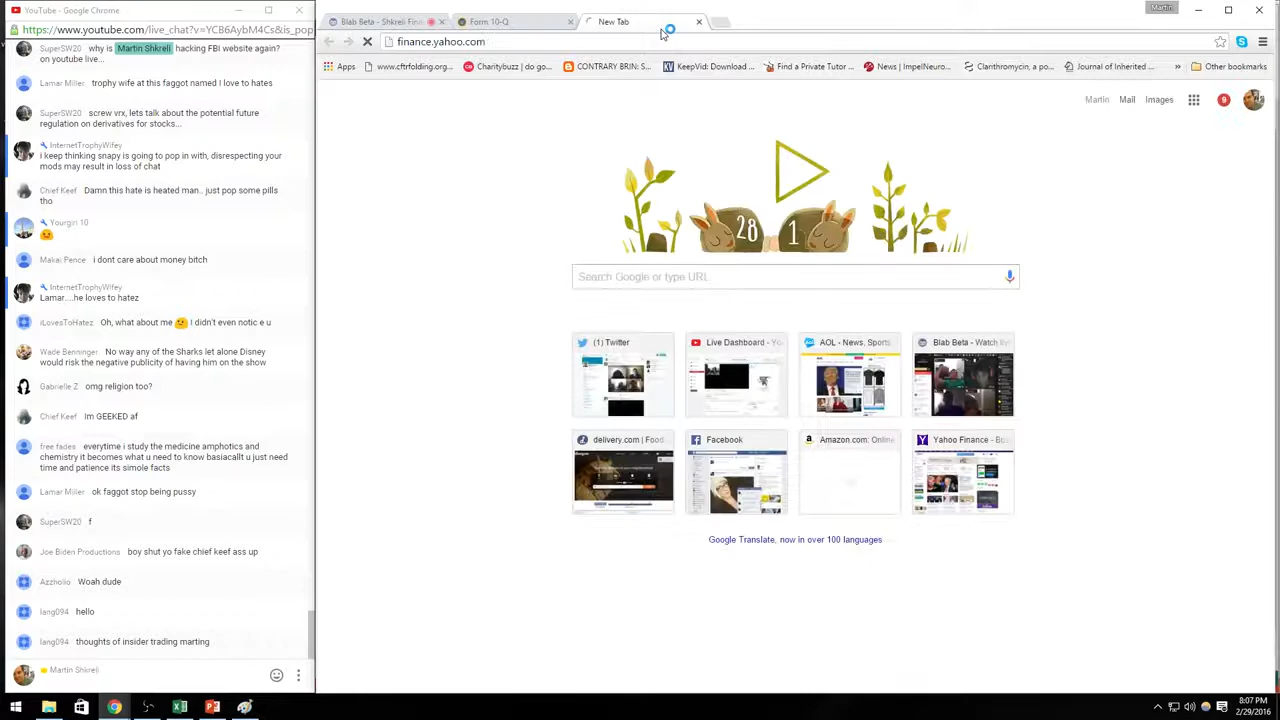 YouTube - Google Chrome
https://www.youtube.com/live_chat?v=YCB6AybM4Cs&is_pop
SuperSW20 why is Martin Shkreli hacking FBI website again?
on youtube live...
Lamar Miller trophy wife at this faggot named I love to hates
SuperSW20 screw vrx, lets talk about the potential future
regulation on derivatives for stocks...
InternetTrophyWifey
i keep thinking snapy is going to pop in with, disrespecting your
mods may result in loss of chat
Chief Keef Damn this hate is heated man.. just pop some pills
tho
Yourgirl 10
Makai Pence i dont care about money bitch
InternetTrophyWifey
Lamar....he loves to hatez
iLovesToHatez Oh, what about me I didn't even notic e u
Wade Benninger No way any of the Sharks let alone Disney
would risk the negative publicity of having him on the show
Gabrielle Z omg religion too?
Chief Keef Im GEEKED af
free fades everytime i study the medicine amphotics and
chemistry it becomes what u need to know basiacallt u just need
time and patience its simole facts
Lamar Miller ok faggot stop being pussy
SuperSW20 f
Joe Biden Productions boy shut yo fake chief keef ass up
Azzholio Woah dude
lang094 hello
lang094 thoughts of insider trading marting
Martin Shkreli
Blab Beta - Shkreli Fina
Form 10-Q
New Tab
Martin
finance.yahoo.com
Apps
www.cftrfolding.org...
Charitybuzz | do go...
CONTRARY BRIN: S...
KeepVid: Download ...
Find a Private Tutor ...
News | ImpelNeuro...
Clarithromycin, a po...
Journal of Inherited ...
»
Other bookmarks
Martin
Mail
Images
9
28
1
Search Google or type URL
(1) Twitter
Live Dashboard - Yo
AOL - News, Sports
Blab Beta - Watch liv
delivery.com | Food
Facebook
Amazon.com: Online
Yahoo Finance - Bus
Google Translate, now in over 100 languages
8:07 PM
2/29/2016